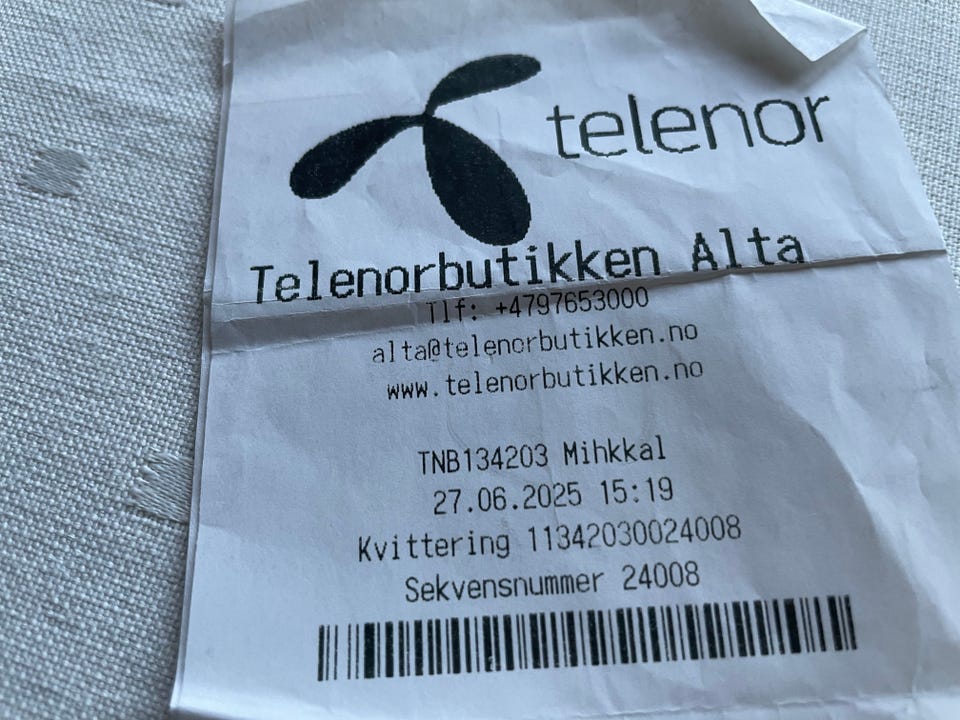 telenor
Telenorbutikken Alta
Tlf: +4797653000
alta@telenorbutikken.no
www.telenorbutikken.no
TNB134203 Mihkkal
27.06.2025 15:19
Kvittering 11342030024008
Sekvensnummer 24008